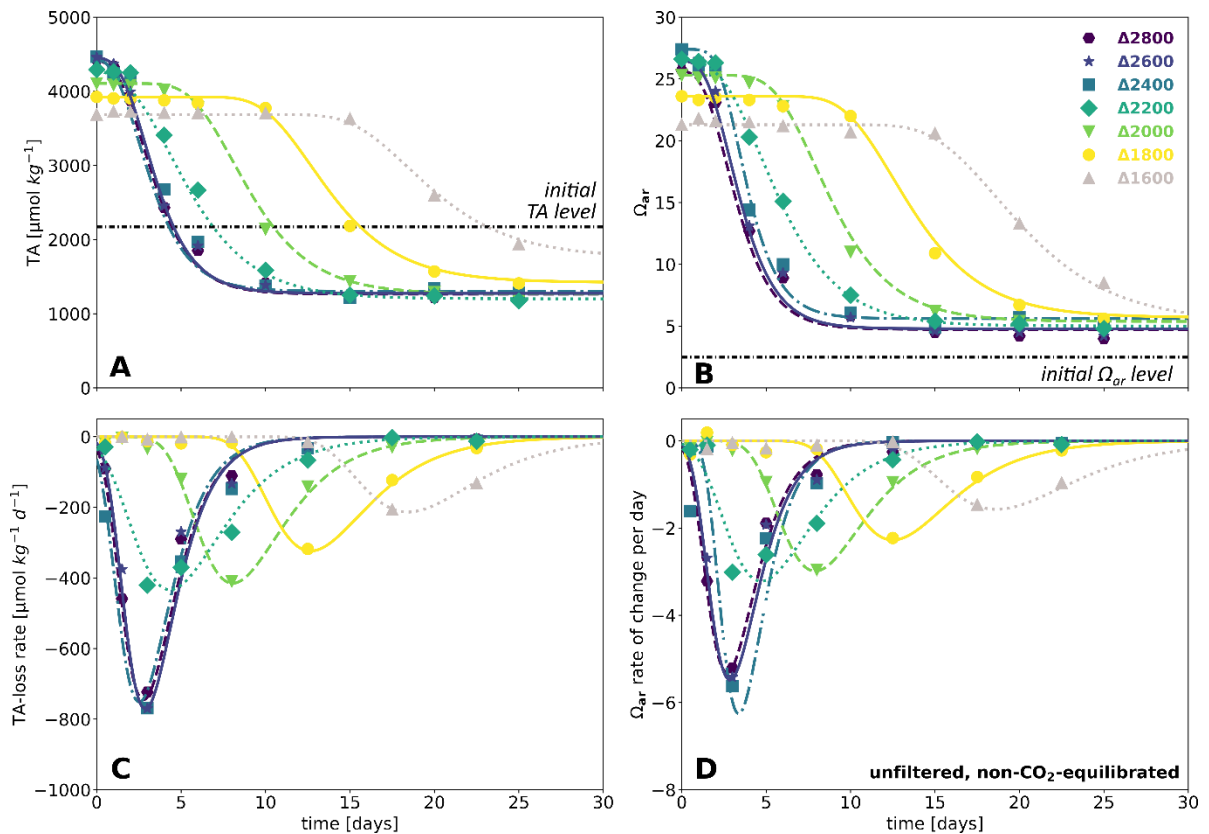 5000
4000
3000
2000
1000
0
TA [μmol kg⁻¹]
initial
TA level
A
30
25
20
15
10
5
0
Ωar
Δ2800
Δ2600
Δ2400
Δ2200
Δ2000
Δ1800
Δ1600
0 5 10 15 20 25 30
0 5 10 15 20 25 30
B
initial Ωar level
0
−200
−400
−600
−800
−1000
TA-loss rate [μmol kg⁻¹ d⁻¹]
C
0 5 10 15 20 25 30
time [days]
0
−2
−4
−6
−8
Ωar rate of change per day
D
unfiltered, non-CO₂-equilibrated
0 5 10 15 20 25 30
time [days]